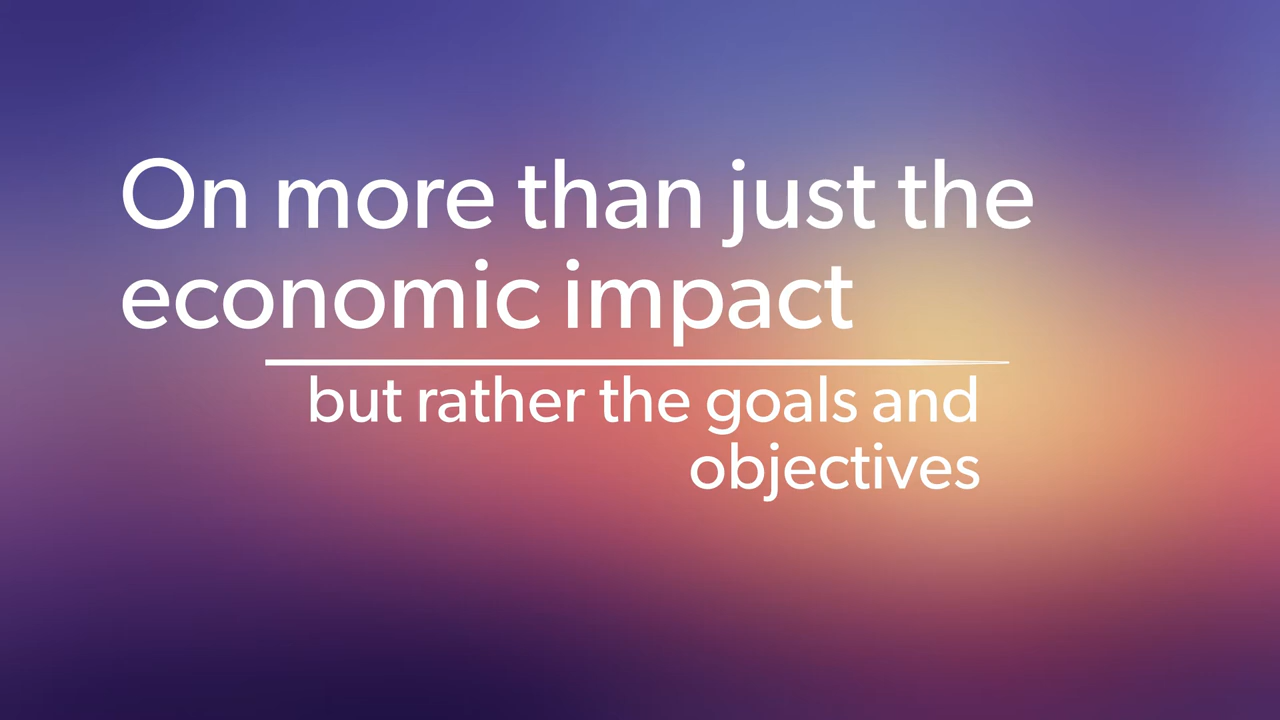 On more than just the
economic impact
but rather the goals and
objectives